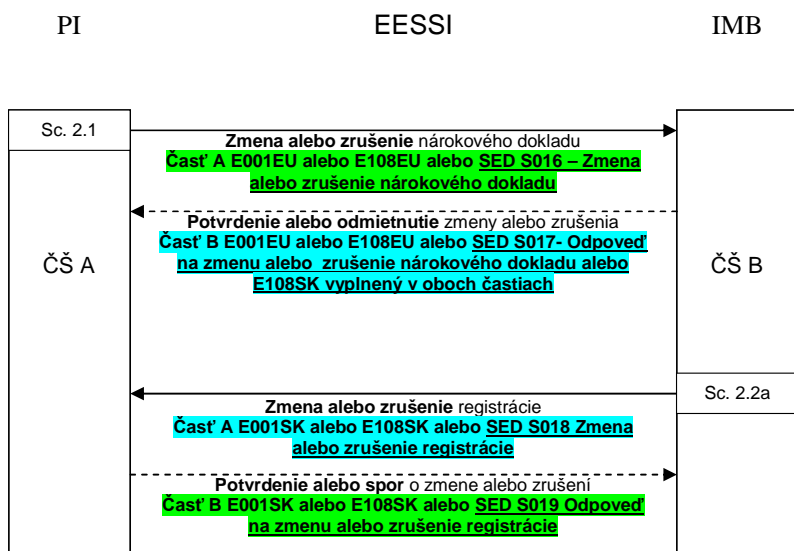 PI EESSI IMB
Sc. 2.1
Zmena alebo zrušenie nárokového dokladu
Časť A E001EU alebo E108EU alebo SED S016 – Zmena
alebo zrušenie nárokového dokladu
Potvrdenie alebo odmietnutie zmeny alebo zrušenia
Časť B E001EU alebo E108EU alebo SED S017- Odpoveď
na zmenu alebo zrušenie nárokového dokladu alebo
E108SK vyplnený v oboch častiach
ČŠ A
ČŠ B
Sc. 2.2a
Zmena alebo zrušenie registrácie
Časť A E001SK alebo E108SK alebo SED S018 Zmena
alebo zrušenie registrácie
Potvrdenie alebo spor o zmene alebo zrušení
Časť B E001SK alebo E108SK alebo SED S019 Odpoveď
na zmenu alebo zrušenie registrácie